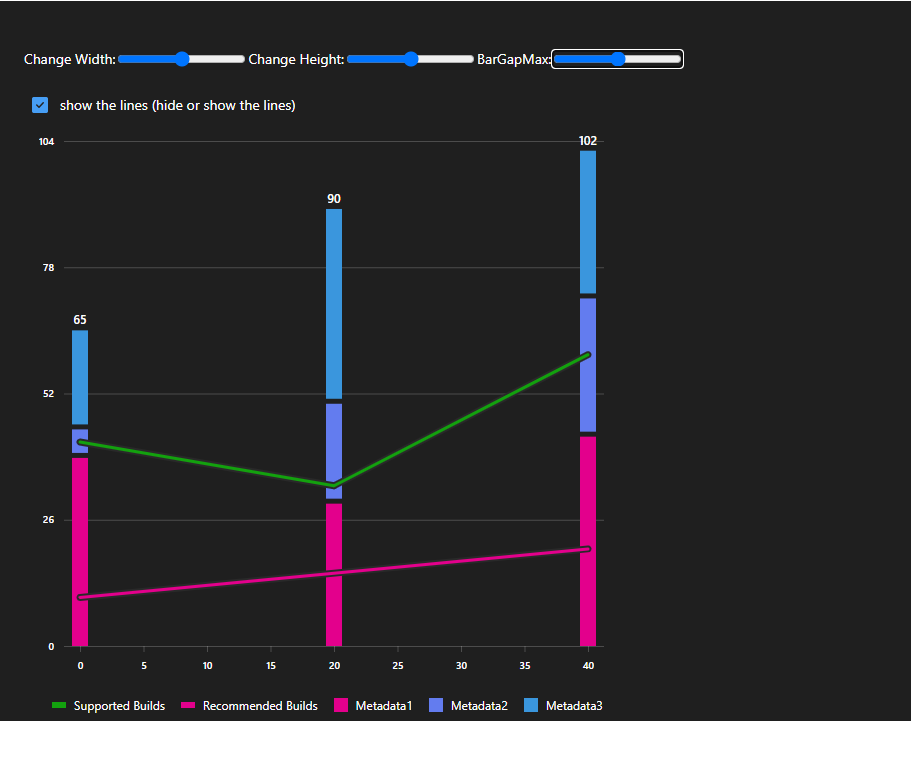 Change Width: Change Height: BarGapMax:
show the lines (hide or show the lines)
104
102
90
78
65
52
26
0
0 5 10 15 20 25 30 35 40
Supported Builds Recommended Builds Metadata1 Metadata2 Metadata3